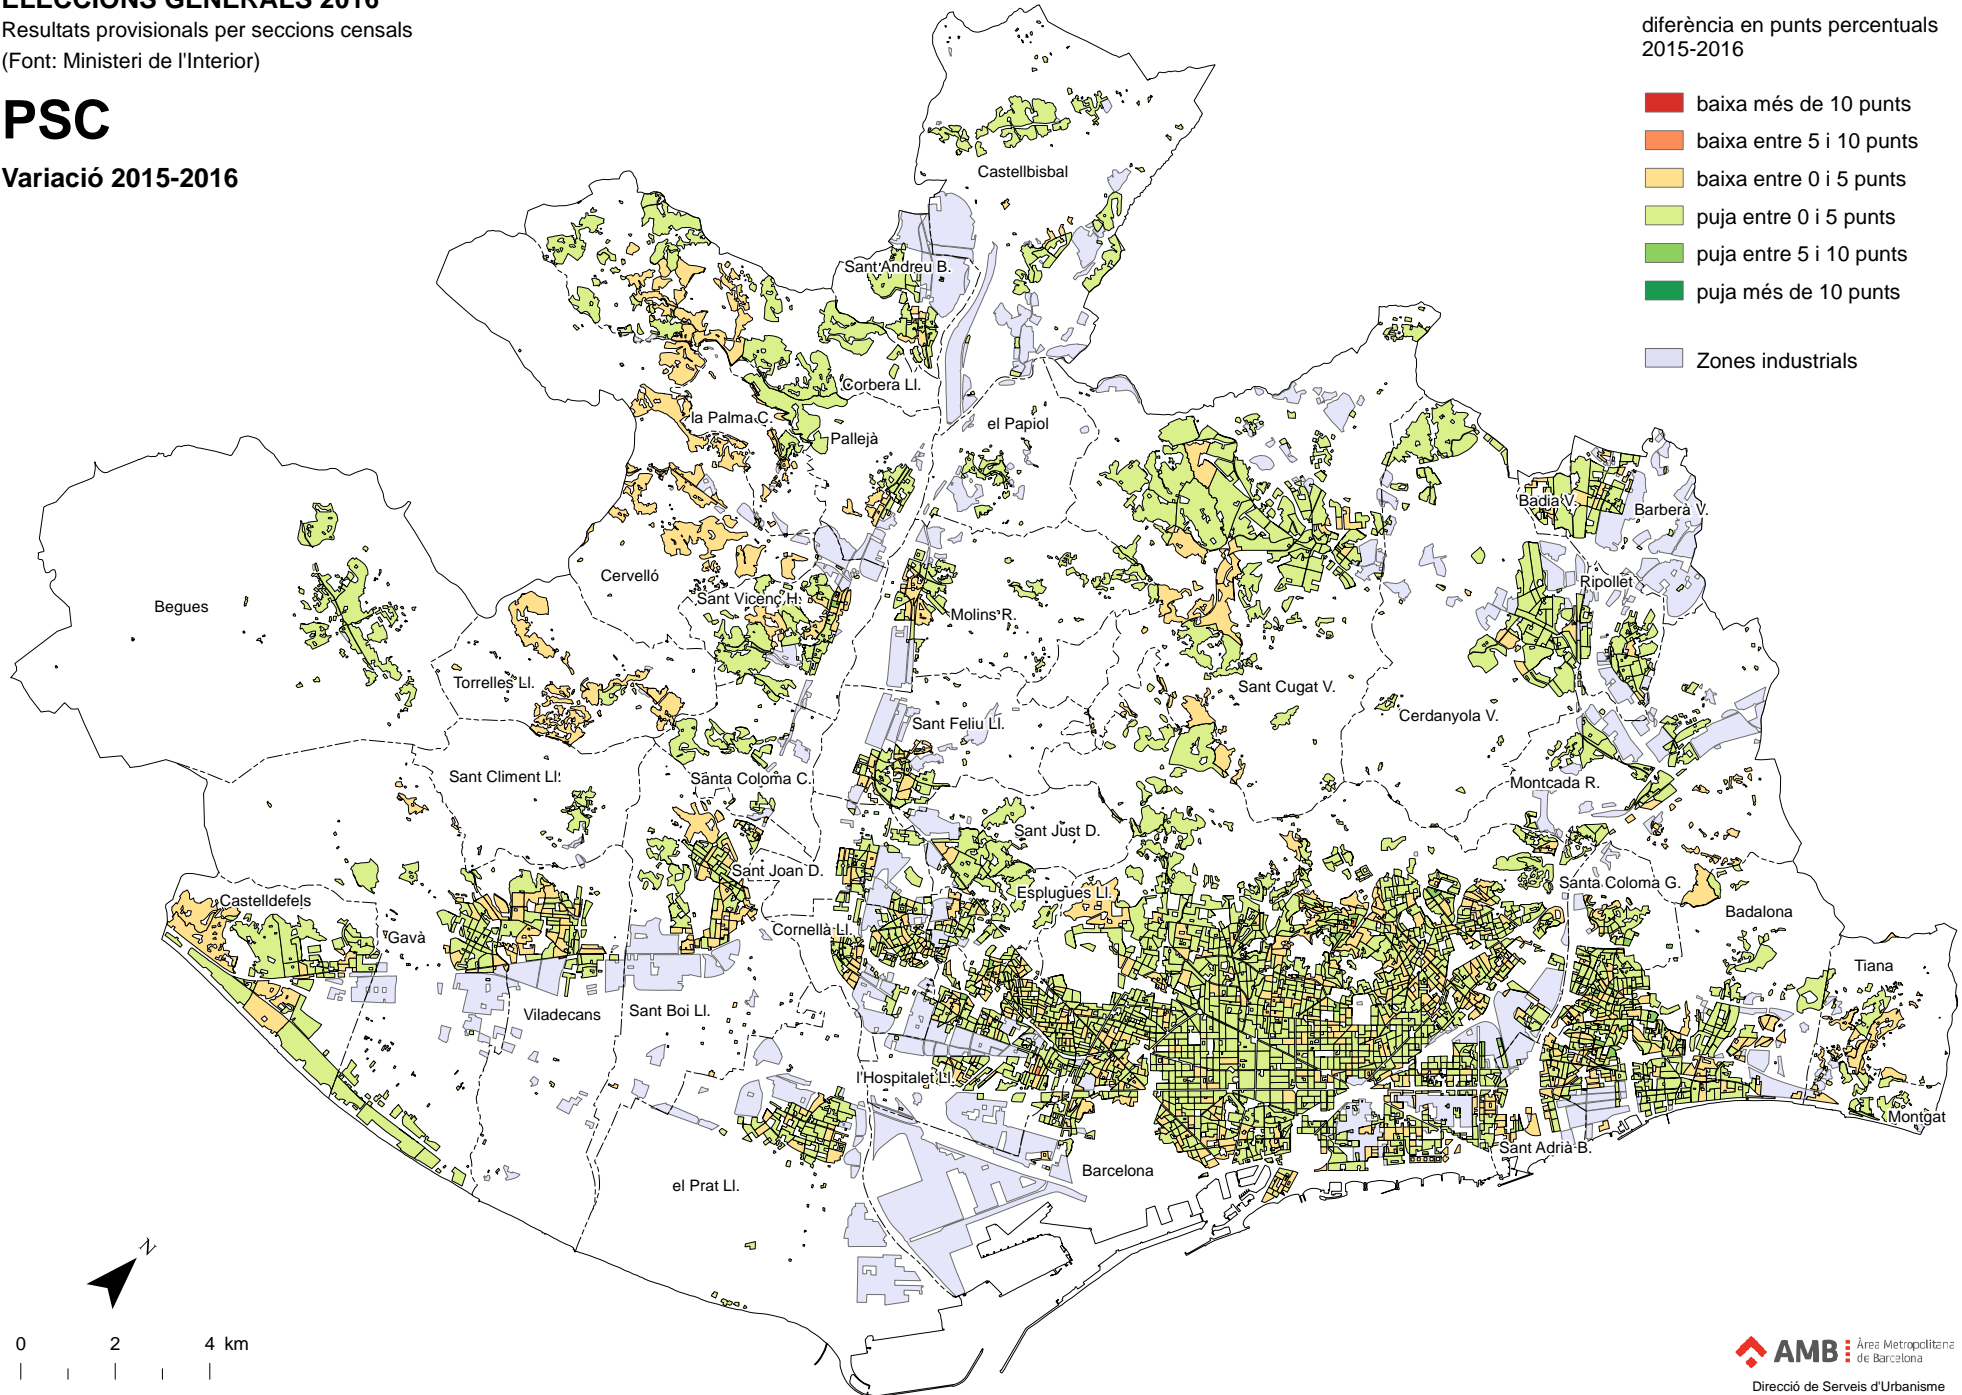 ELECCIONS GENERALS 2016
Resultats provisionals per seccions censals
(Font: Ministeri de l'Interior)
PSC
Variació 2015-2016
diferència en punts percentuals
2015-2016
baixa més de 10 punts
baixa entre 5 i 10 punts
baixa entre 0 i 5 punts
puja entre 0 i 5 punts
puja entre 5 i 10 punts
puja més de 10 punts
Zones industrials
Castellbisbal
Sant Andreu B.
Corbera Ll.
la Palma C.
Pallejà
el Papiol
Badia V.
Barberà V.
Cervelló
Ripollet
Begues
Sant Vicenç H.
Molins R.
Torrelles Ll.
Sant Cugat V.
Cerdanyola V.
Sant Feliu Ll.
Sant Climent Ll.
Santa Coloma C.
Montcada R.
Sant Just D.
Sant Joan D.
Esplugues Ll.
Santa Coloma G.
Castelldefels
Badalona
Gavà
Cornellà Ll.
Tiana
Viladecans
Sant Boi Ll.
l'Hospitalet Ll.
Montgat
Sant Adrià B.
Barcelona
el Prat Ll.
N
0 2 4 km
AMB Àrea Metropolitana
de Barcelona
Direcció de Serveis d'Urbanisme